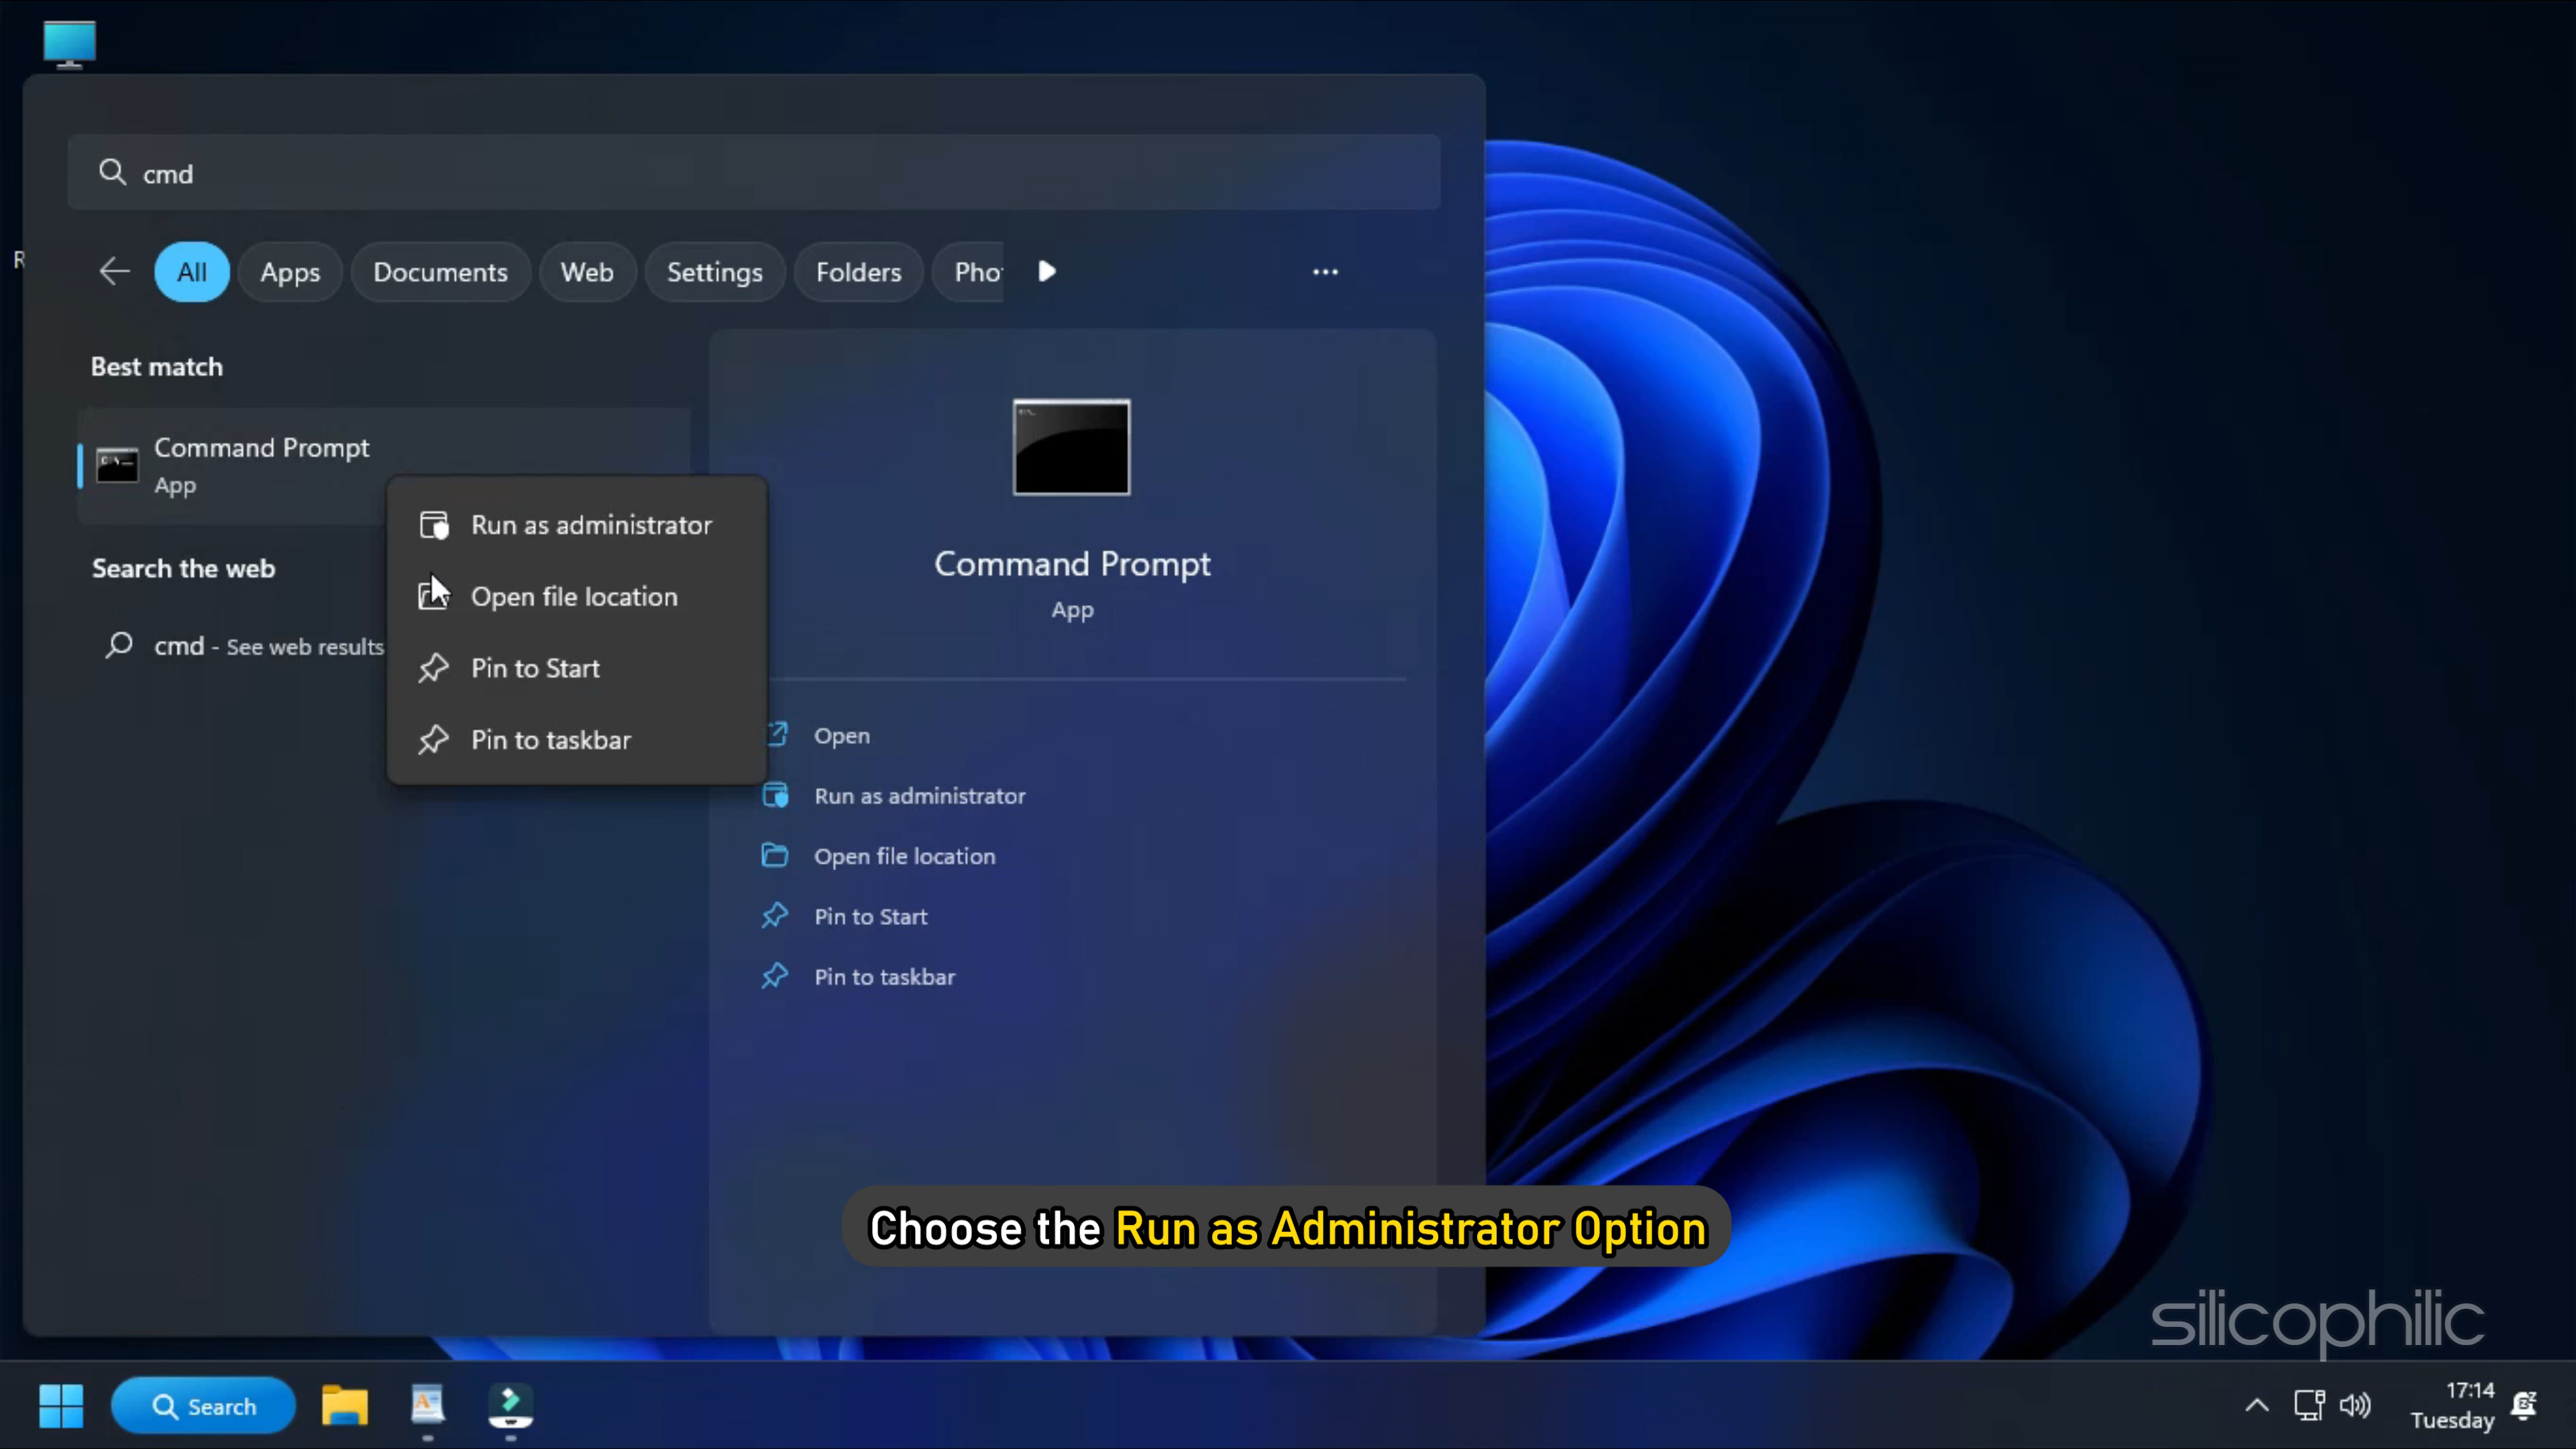 cmd
All
Apps
Documents
Web
Settings
Folders
Pho
Best match
Command Prompt
App
Run as administrator
Open file location
Pin to Start
Pin to taskbar
Search the web
cmd - See web results
Command Prompt
App
Open
Run as administrator
Open file location
Pin to Start
Pin to taskbar
Choose the Run as Administrator Option
silicophilic
Search
17:14
Tuesday